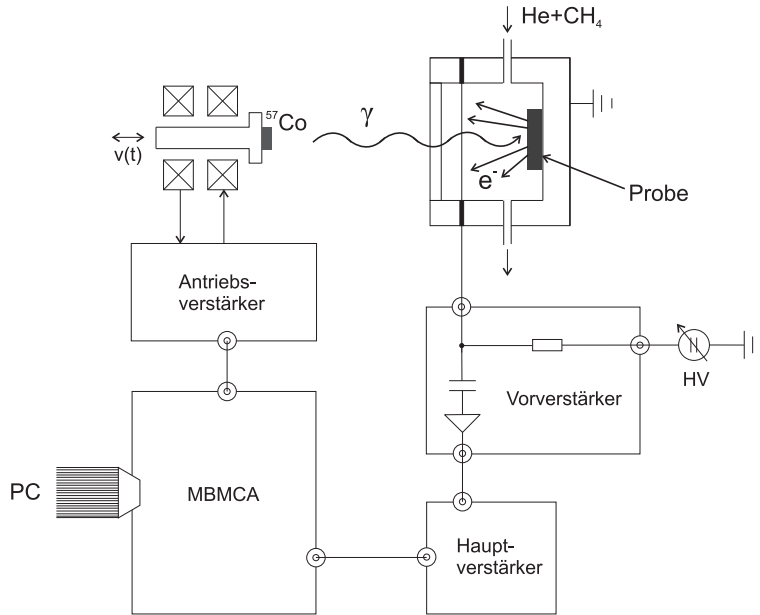 He+CH₄
⁵⁷Co
γ
v(t)
e⁻
Probe
Antriebs-
verstärker
HV
Vorverstärker
PC
MBMCA
Haupt-
verstärker